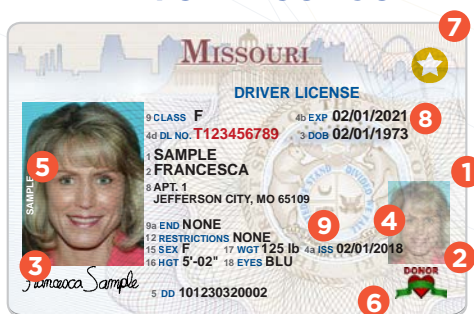 7
MISSOURI
DRIVER LICENSE
9 CLASS F 4b EXP 02/01/2021 8
4d DL NO. T123456789 3 DOB 02/01/1973
1 SAMPLE
2 FRANCESCA
8 APT. 1
JEFFERSON CITY, MO 65109
1
5
SAMPLE
9a END NONE
12 RESTRICTIONS NONE
9
4
15 SEX F 17 WGT 125 lb 4a ISS 02/01/2018
16 HGT 5'-02" 18 EYES BLU
2
3
Francesca Sample
DONOR
5 DD 101230320002
6